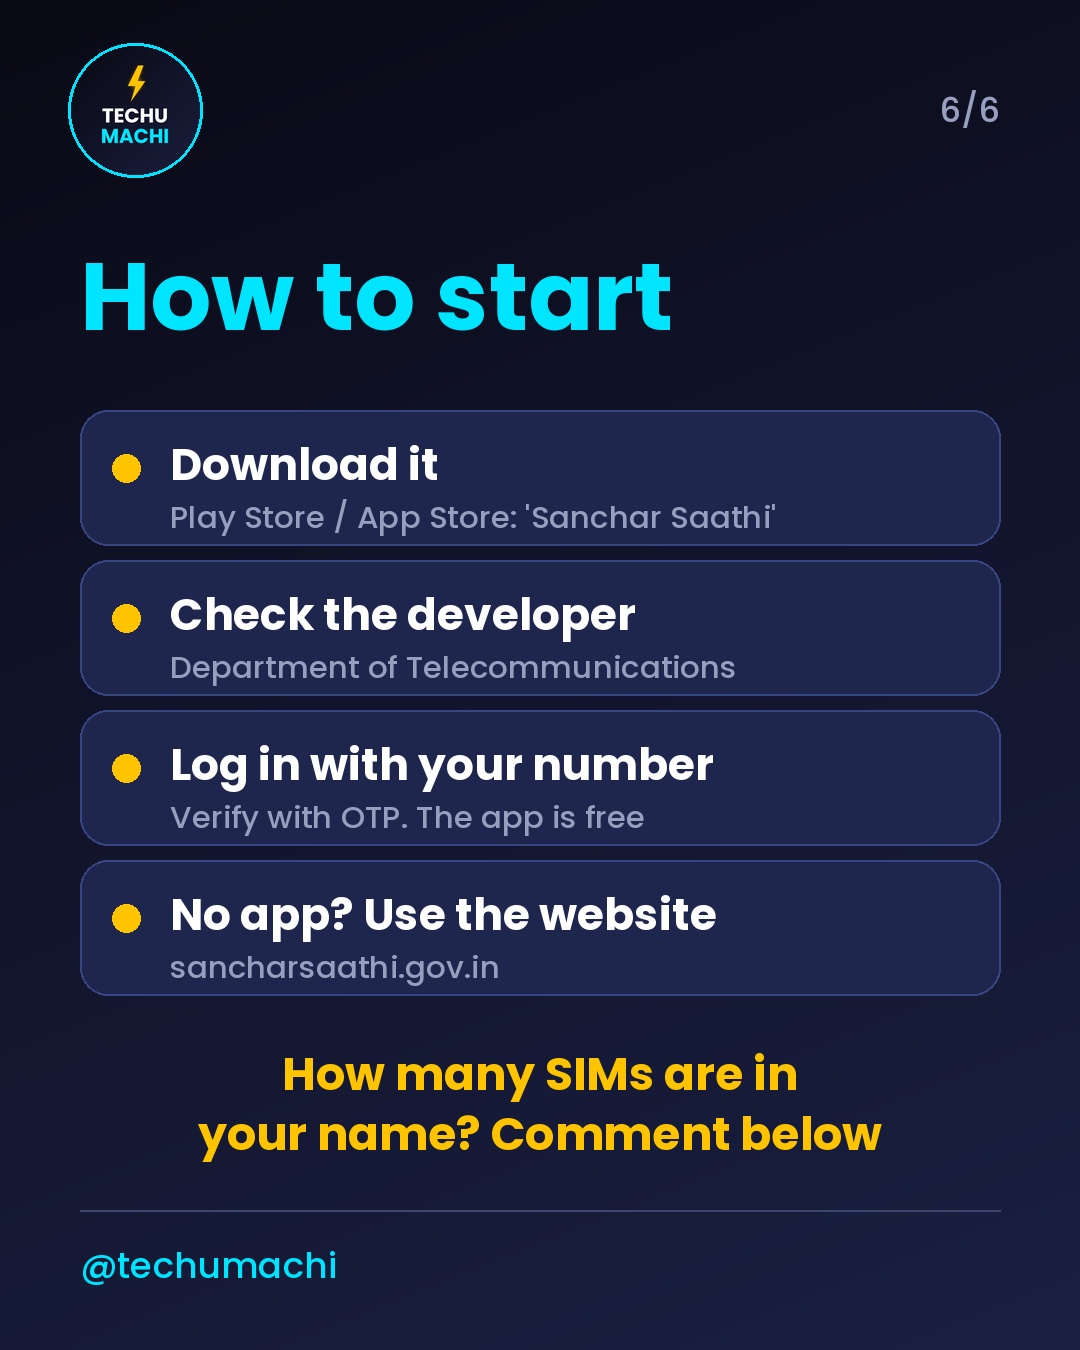 TECHU
MACHI
6/6
How to start
Download it
Play Store / App Store: 'Sanchar Saathi'
Check the developer
Department of Telecommunications
Log in with your number
Verify with OTP. The app is free
No app? Use the website
sancharsaathi.gov.in
How many SIMs are in
your name? Comment below
@techumachi